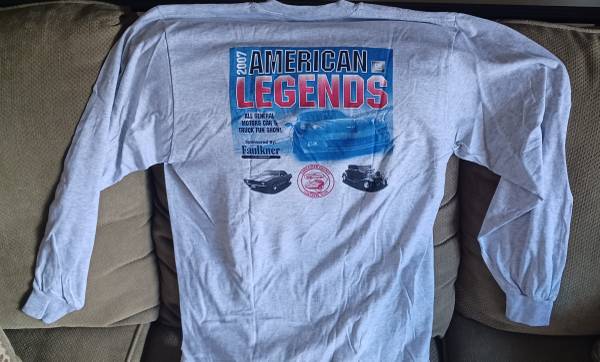 2007
AMERICAN
LEGENDS
ALL GENERAL
MOTORS CAR &
TRUCK FUN SHOW!
Sponsored By:
Faulkner